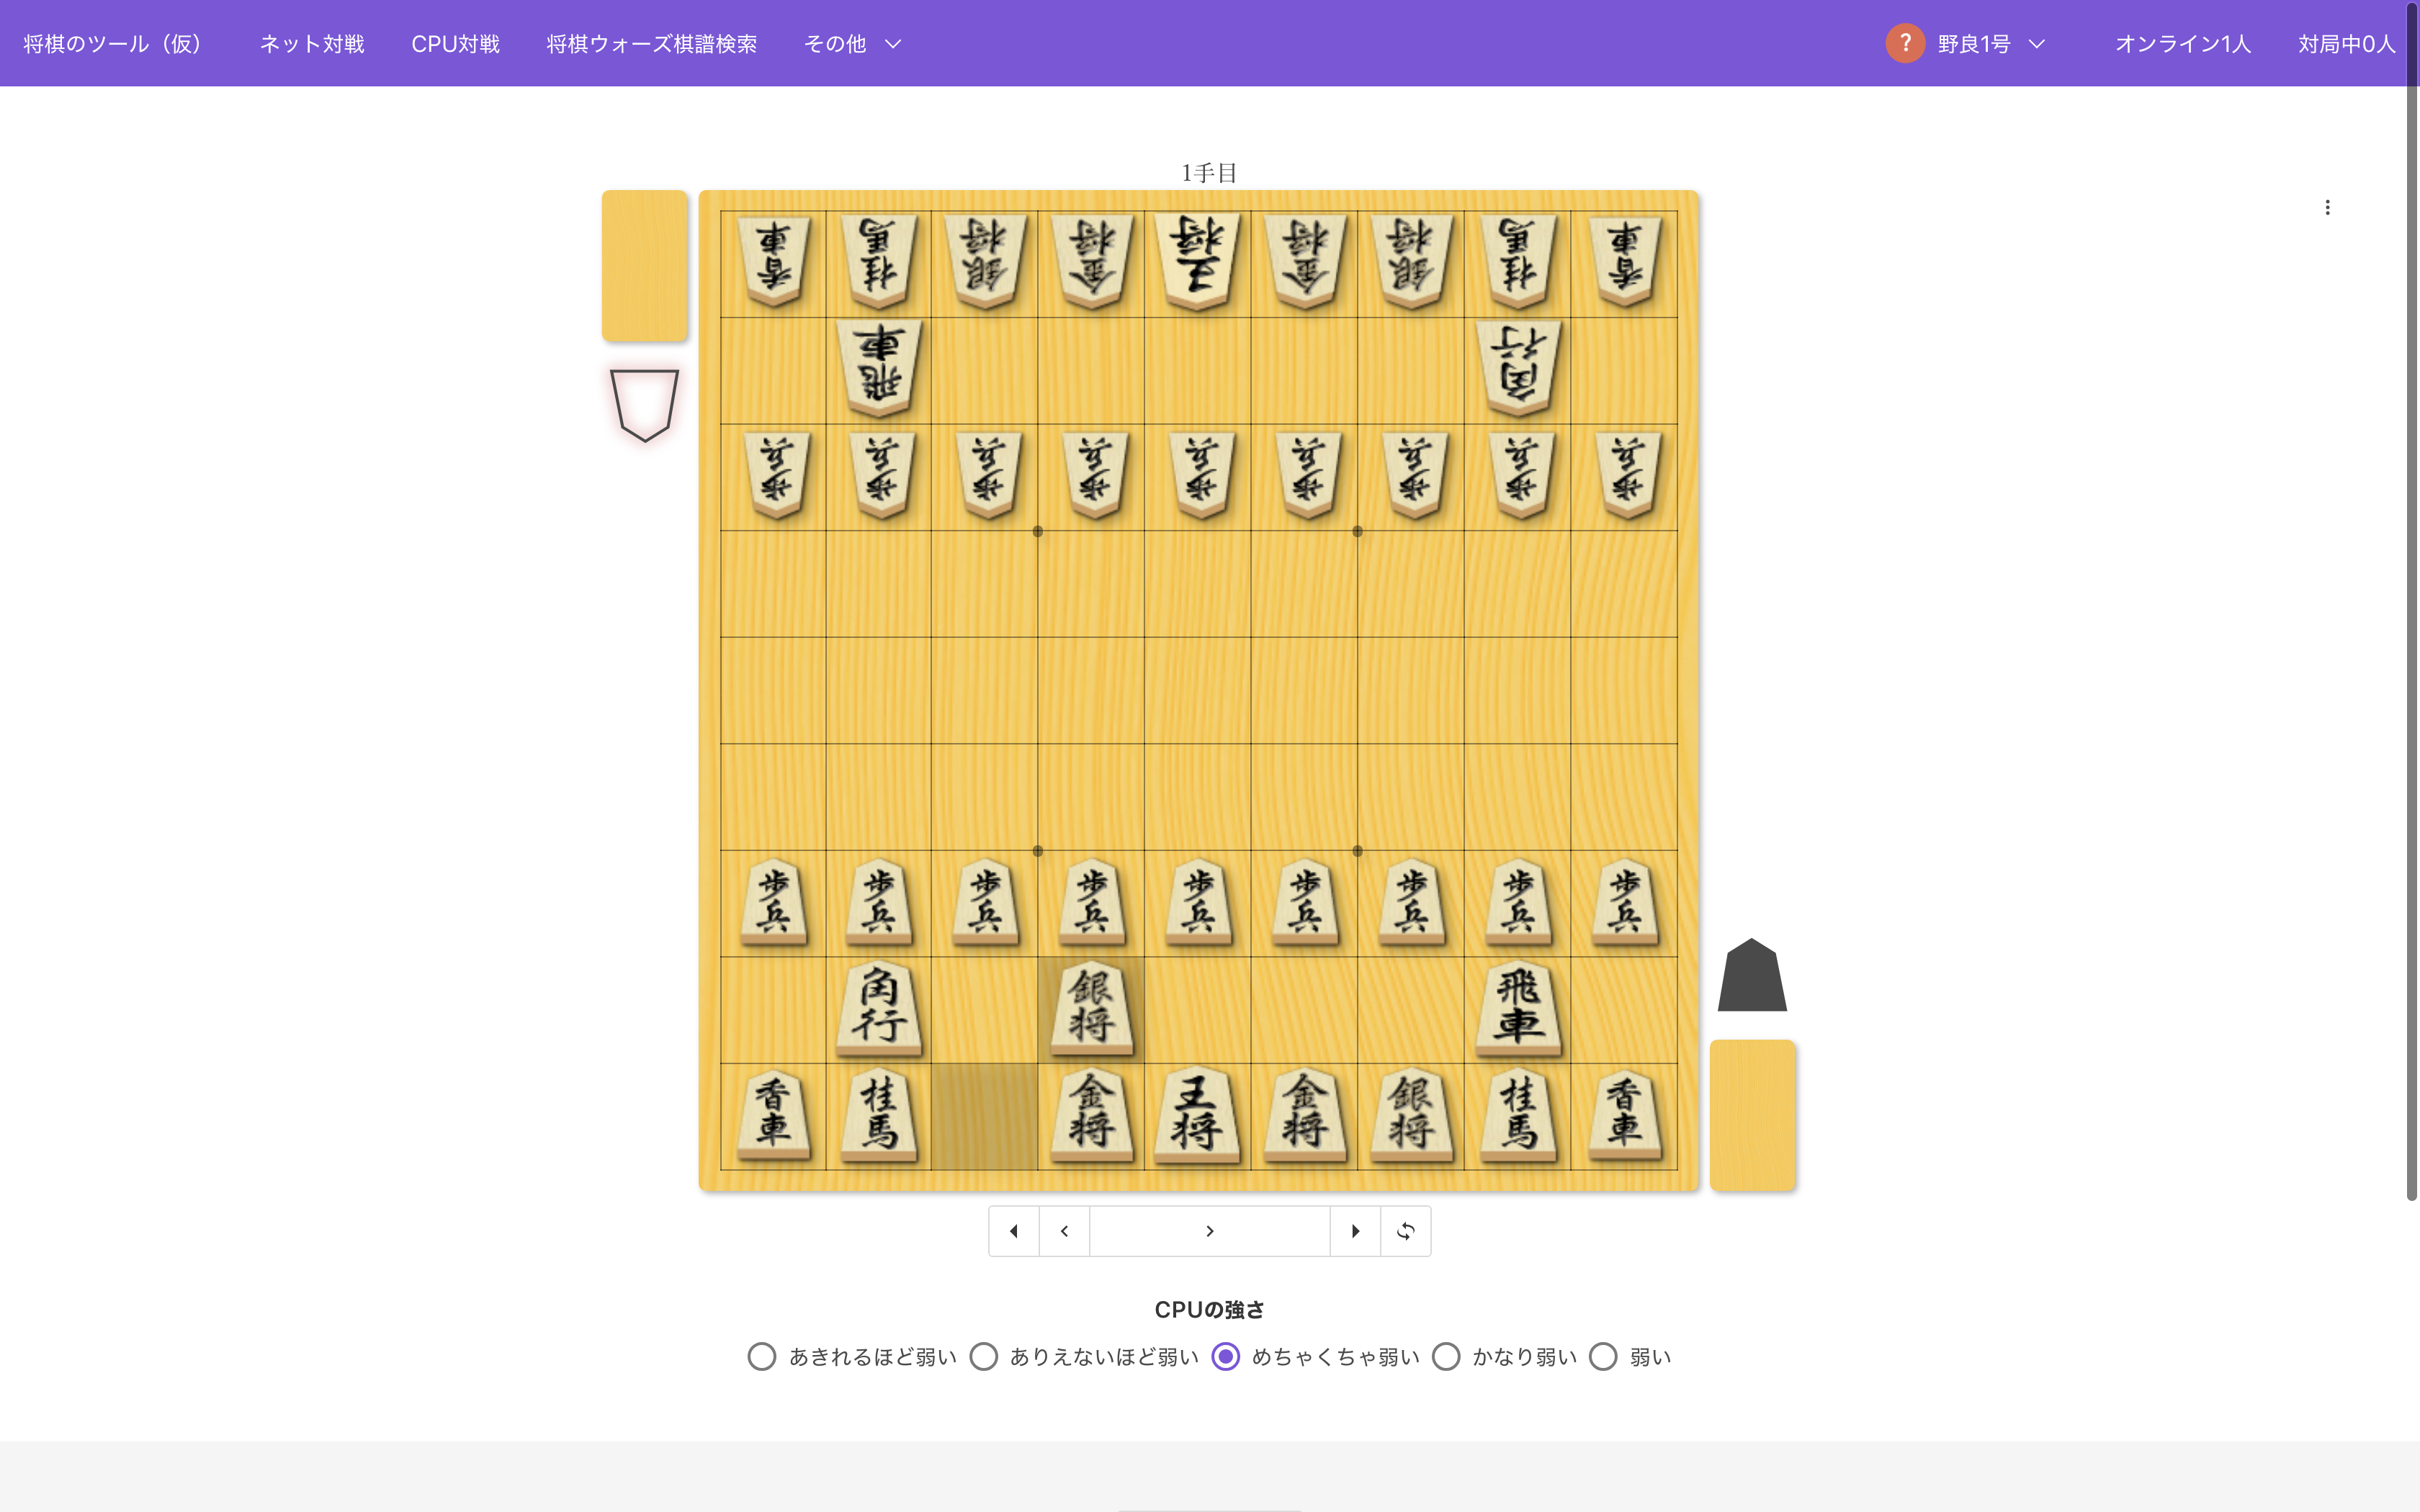 将棋のツール（仮） ネット対戦 CPU対戦 将棋ウォーズ棋譜検索 その他 ? 野良1号 オンライン1人 対局中0人
1手目
香車 桂馬 銀将 金将 王将 金将 銀将 桂馬 香車
飛車 角行
歩兵 歩兵 歩兵 歩兵 歩兵 歩兵 歩兵 歩兵 歩兵
歩兵 歩兵 歩兵 歩兵 歩兵 歩兵 歩兵 歩兵 歩兵
角行 銀将 飛車
香車 桂馬 金将 王将 金将 銀将 桂馬 香車
CPUの強さ
あきれるほど弱い ありえないほど弱い めちゃくちゃ弱い かなり弱い 弱い